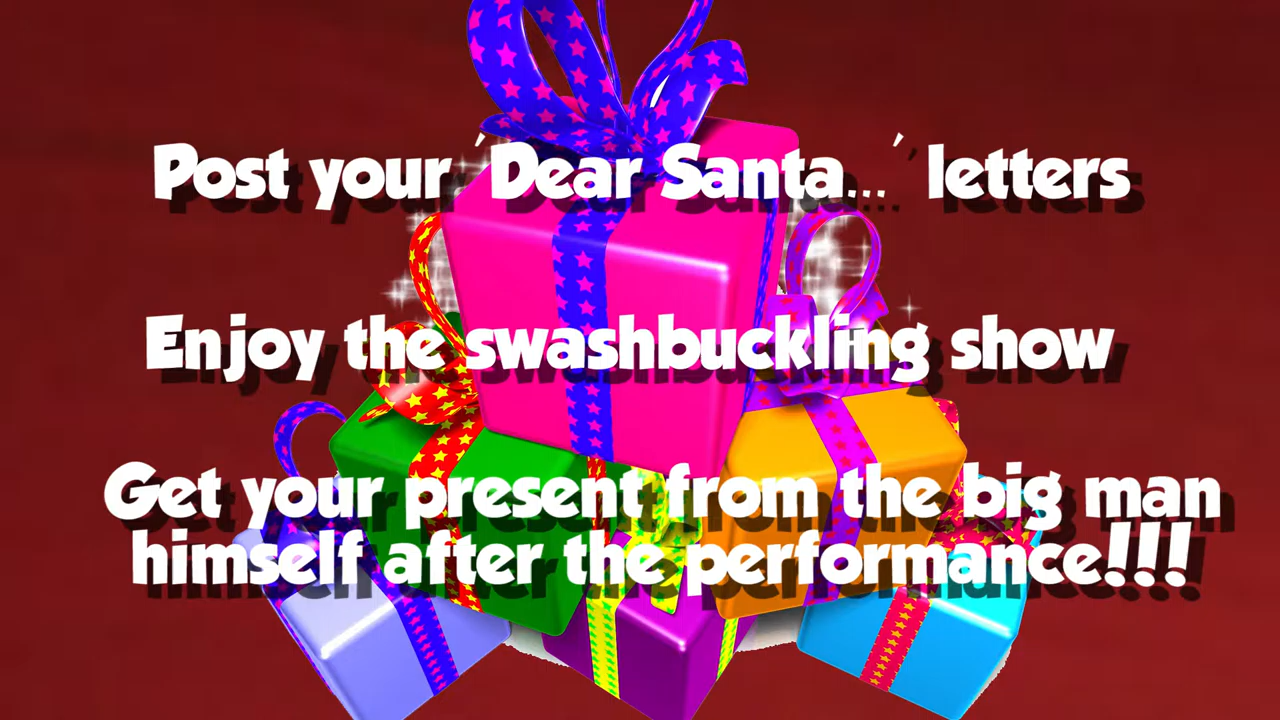 Post your 'Dear Santa...' letters
Enjoy the swashbuckling show
Get your present from the big man
himself after the performance!!!